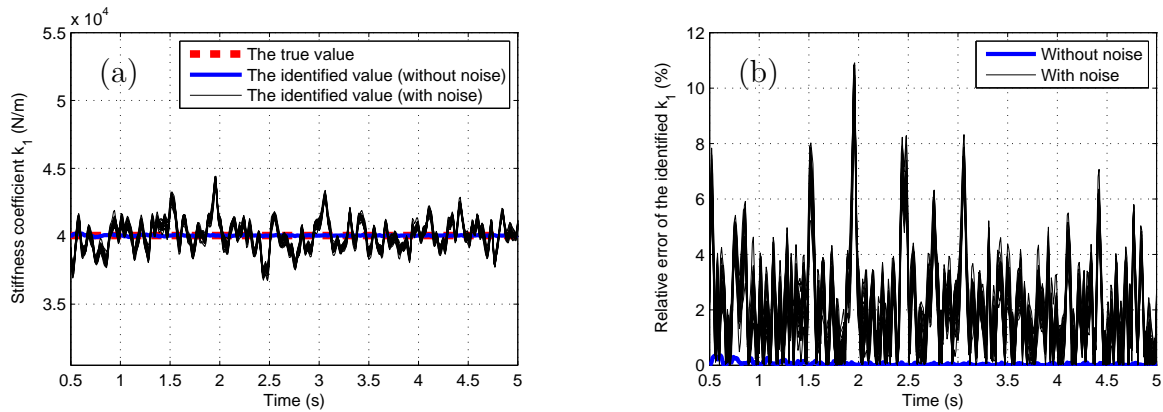 x 10⁴
5.5
5
4.5
40
3.5
Stiffness coefficient k₁ (N/m)
(a)
The true value
The identified value (without noise)
The identified value (with noise)
0.5 1 1.5 2 2.5 3 3.5 4 4.5 5
Time (s)
12
10
8
6
4
2
0
Relative error of the identified k₁ (%)
(b)
Without noise
With noise
0.5 1 1.5 2 2.5 3 3.5 4 4.5 5
Time (s)